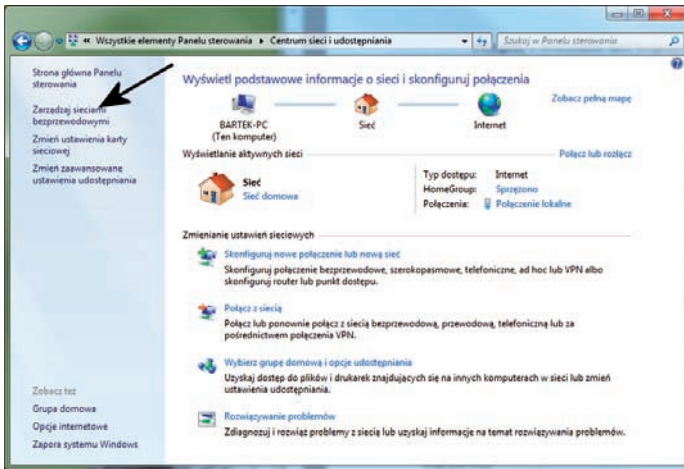 « Wszystkie elementy Panelu sterowania ▸ Centrum sieci i udostępniania
Szukaj w Panelu sterowania
Strona główna Panelu
sterowania
Zarządzaj sieciami
bezprzewodowymi
Zmień ustawienia karty
sieciowej
Zmień zaawansowane
ustawienia udostępniania
Wyświetl podstawowe informacje o sieci i skonfiguruj połączenia
Zobacz pełną mapę
BARTEK-PC
(Ten komputer)
Sieć
Internet
Wyświetlanie aktywnych sieci
Połącz lub rozłącz
Sieć
Sieć domowa
Typ dostępu: Internet
HomeGroup: Sprzężono
Połączenia: Połączenie lokalne
Zmienianie ustawień sieciowych
Skonfiguruj nowe połączenie lub nową sieć
Skonfiguruj połączenie bezprzewodowe, szerokopasmowe, telefoniczne, ad hoc lub VPN albo
skonfiguruj router lub punkt dostępu.
Połącz z siecią
Połącz lub ponownie połącz z siecią bezprzewodową, przewodową, telefoniczną lub za
pośrednictwem połączenia VPN.
Wybierz grupę domową i opcje udostępniania
Uzyskaj dostęp do plików i drukarek znajdujących się na innych komputerach w sieci lub zmień
ustawienia udostępniania.
Rozwiązywanie problemów
Zdiagnozuj i rozwiąż problemy z siecią lub uzyskaj informacje na temat rozwiązywania problemów.
Zobacz też
Grupa domowa
Opcje internetowe
Zapora systemu Windows